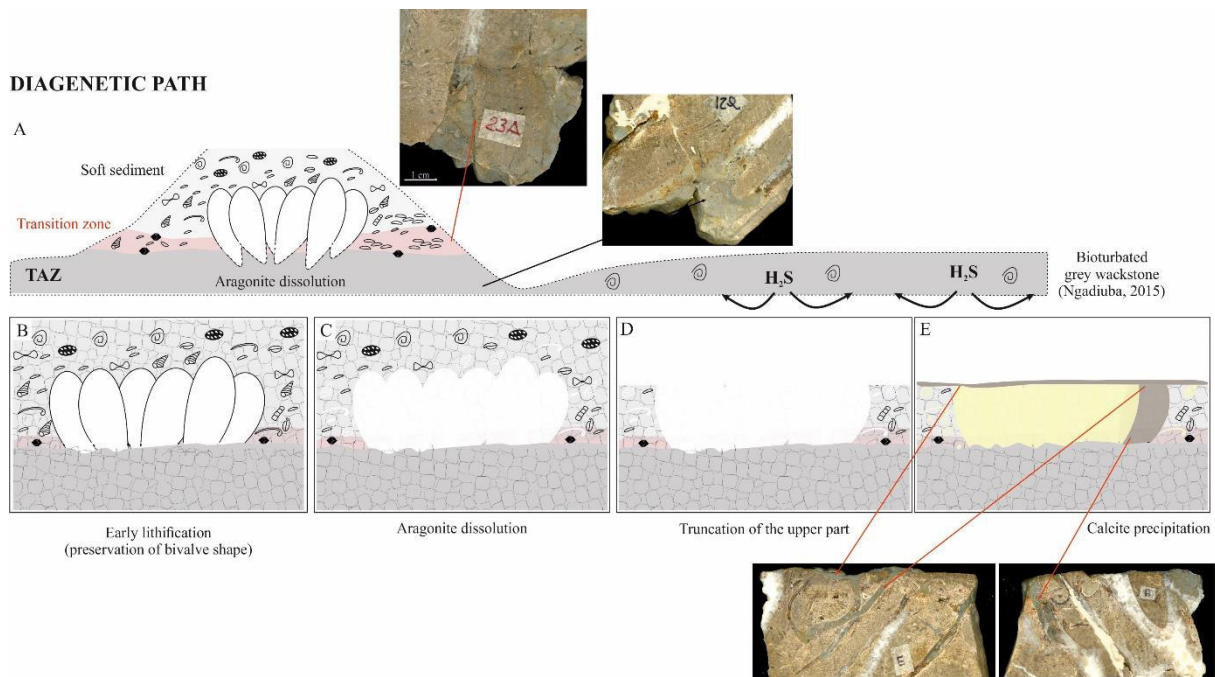 DIAGENETIC PATH
A
Soft sediment
Transition zone
TAZ
Aragonite dissolution
23A
1 cm
12a
H₂S
H₂S
Bioturbated
grey wackstone
(Ngadiuba, 2015)
B
C
D
E
Early lithification
(preservation of bivalve shape)
Aragonite dissolution
Truncation of the upper part
Calcite precipitation
E
B